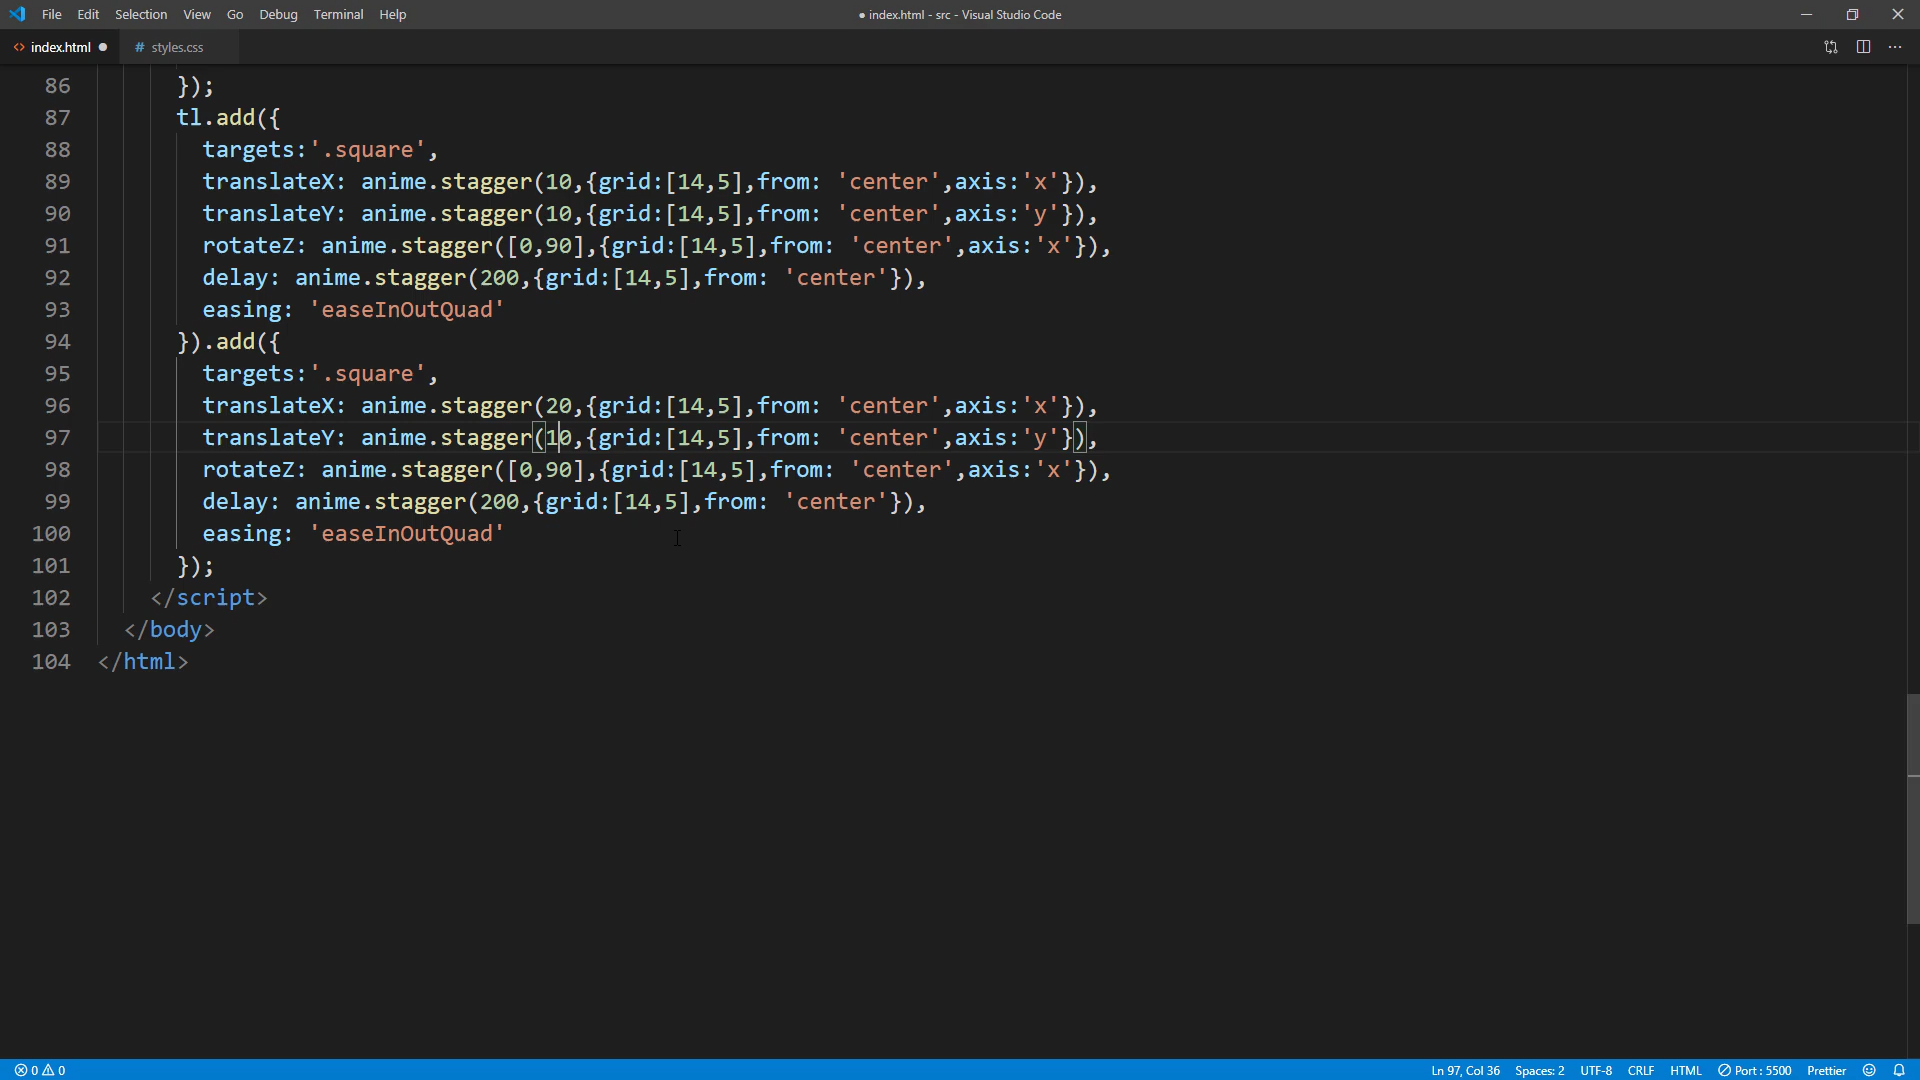 File Edit Selection View Go Debug Terminal Help
● index.html - src - Visual Studio Code
<> index.html ●
# styles.css
86 });
87 tl.add({
88 targets:'.square',
89 translateX: anime.stagger(10,{grid:[14,5],from: 'center',axis:'x'}),
90 translateY: anime.stagger(10,{grid:[14,5],from: 'center',axis:'y'}),
91 rotateZ: anime.stagger([0,90],{grid:[14,5],from: 'center',axis:'x'}),
92 delay: anime.stagger(200,{grid:[14,5],from: 'center'}),
93 easing: 'easeInOutQuad'
94 }).add({
95 targets:'.square',
96 translateX: anime.stagger(20,{grid:[14,5],from: 'center',axis:'x'}),
97 translateY: anime.stagger(10,{grid:[14,5],from: 'center',axis:'y'}),
98 rotateZ: anime.stagger([0,90],{grid:[14,5],from: 'center',axis:'x'}),
99 delay: anime.stagger(200,{grid:[14,5],from: 'center'}),
100 easing: 'easeInOutQuad'
101 });
102 </script>
103 </body>
104 </html>
0 0
Ln 97, Col 36 Spaces: 2 UTF-8 CRLF HTML Port : 5500 Prettier